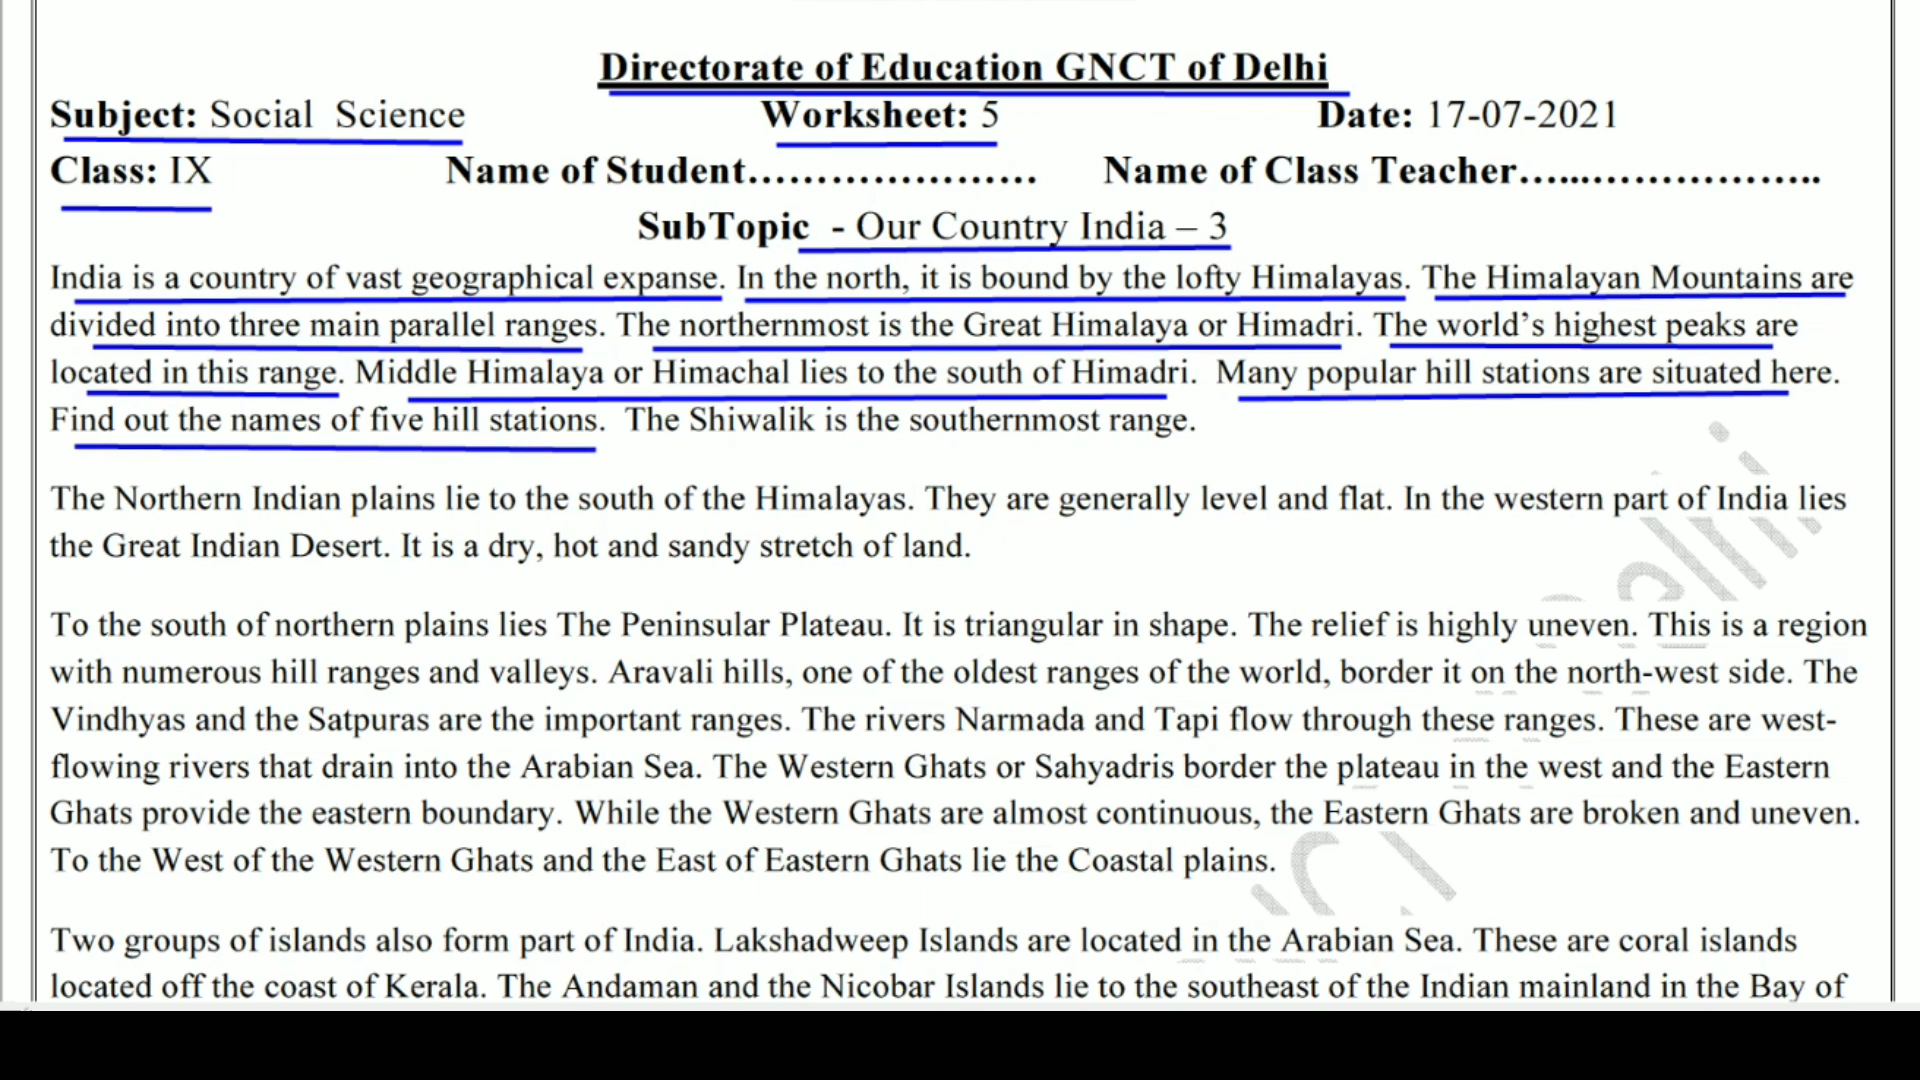 Directorate of Education GNCT of Delhi
Subject: Social Science Worksheet: 5 Date: 17-07-2021
Class: IX Name of Student………………… Name of Class Teacher…...……………..
SubTopic - Our Country India – 3
India is a country of vast geographical expanse. In the north, it is bound by the lofty Himalayas. The Himalayan Mountains are
divided into three main parallel ranges. The northernmost is the Great Himalaya or Himadri. The world’s highest peaks are
located in this range. Middle Himalaya or Himachal lies to the south of Himadri. Many popular hill stations are situated here.
Find out the names of five hill stations. The Shiwalik is the southernmost range.
The Northern Indian plains lie to the south of the Himalayas. They are generally level and flat. In the western part of India lies
the Great Indian Desert. It is a dry, hot and sandy stretch of land.
To the south of northern plains lies The Peninsular Plateau. It is triangular in shape. The relief is highly uneven. This is a region
with numerous hill ranges and valleys. Aravali hills, one of the oldest ranges of the world, border it on the north-west side. The
Vindhyas and the Satpuras are the important ranges. The rivers Narmada and Tapi flow through these ranges. These are west-
flowing rivers that drain into the Arabian Sea. The Western Ghats or Sahyadris border the plateau in the west and the Eastern
Ghats provide the eastern boundary. While the Western Ghats are almost continuous, the Eastern Ghats are broken and uneven.
To the West of the Western Ghats and the East of Eastern Ghats lie the Coastal plains.
Two groups of islands also form part of India. Lakshadweep Islands are located in the Arabian Sea. These are coral islands
located off the coast of Kerala. The Andaman and the Nicobar Islands lie to the southeast of the Indian mainland in the Bay of